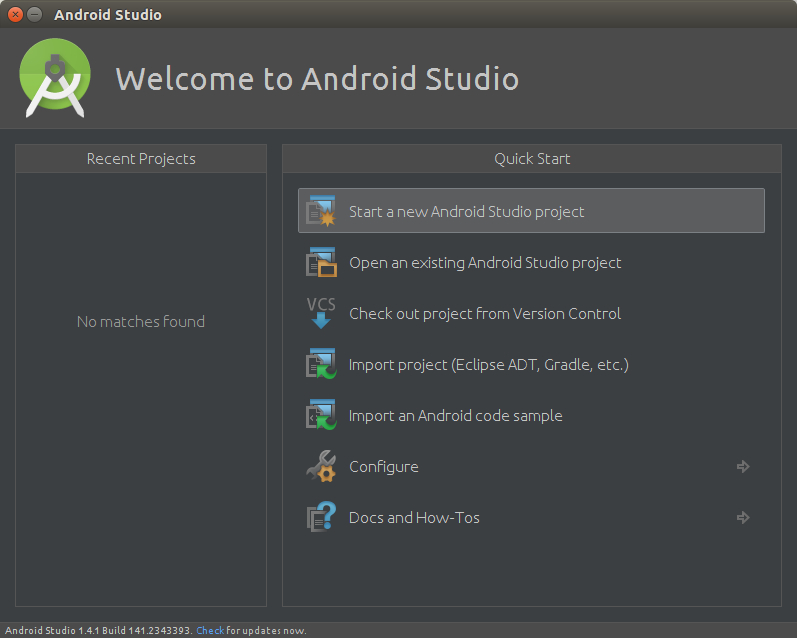 Android Studio
Welcome to Android Studio
Recent Projects
No matches found
Quick Start
Start a new Android Studio project
Open an existing Android Studio project
VCS
Check out project from Version Control
Import project (Eclipse ADT, Gradle, etc.)
Import an Android code sample
Configure
Docs and How-Tos
Android Studio 1.4.1 Build 141.2343393. Check for updates now.